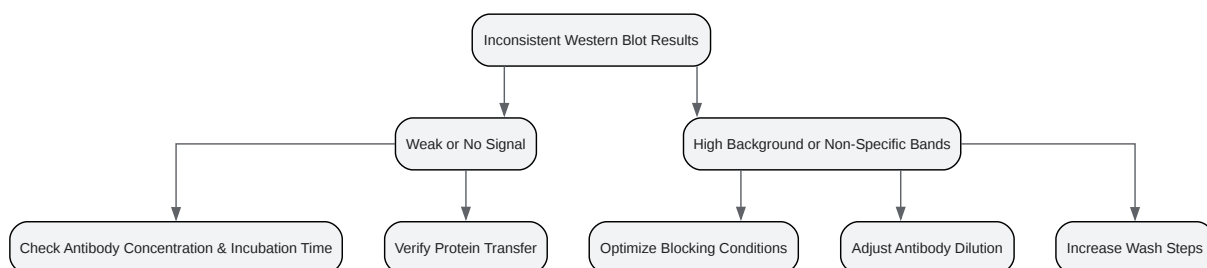 Inconsistent Western Blot Results
Weak or No Signal
High Background or Non-Specific Bands
Check Antibody Concentration & Incubation Time
Verify Protein Transfer
Optimize Blocking Conditions
Adjust Antibody Dilution
Increase Wash Steps